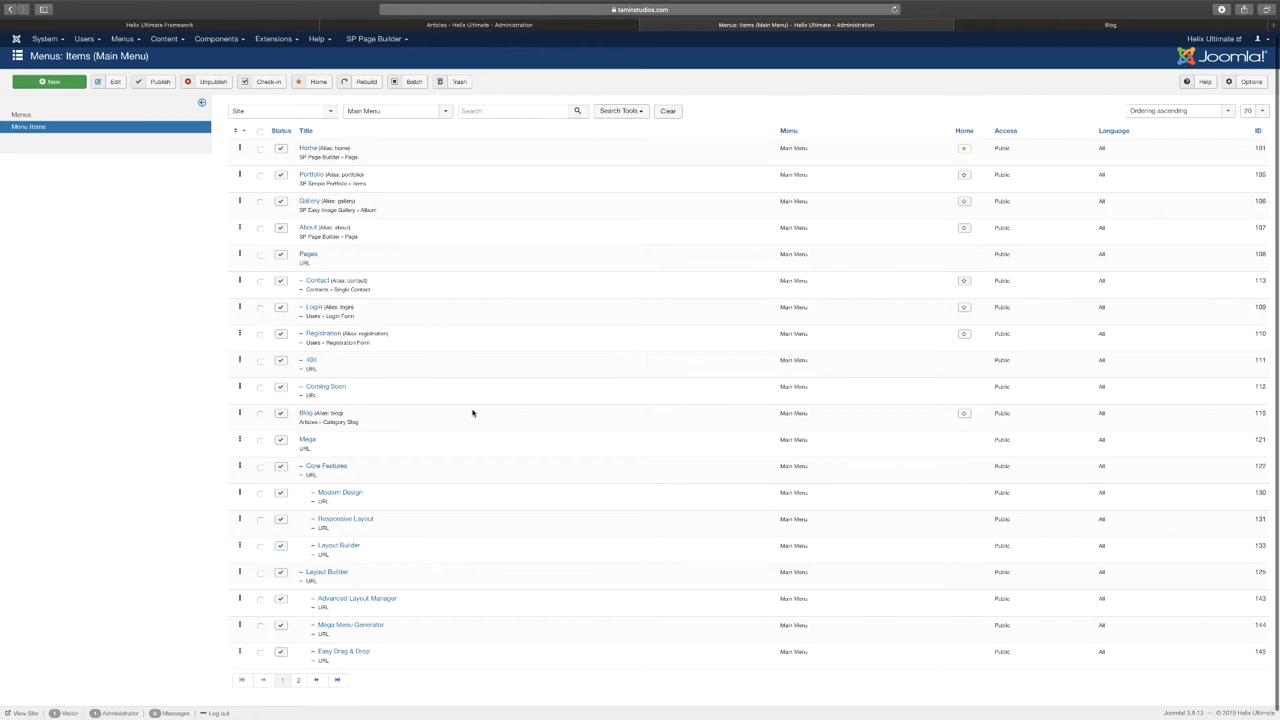 taminstudios.com
Helix Ultimate Framework Articles - Helix Ultimate - Administration Menus: Items (Main Menu) - Helix Ultimate - Administration Blog
System Users Menus Content Components Extensions Help SP Page Builder Helix Ultimate
Menus: Items (Main Menu) Joomla!
New Edit Publish Unpublish Check-in Home Rebuild Batch Trash Help Options
Menus
Menu Items
Site Main Menu Search Search Tools Clear Ordering ascending 20
Status Title Menu Home Access Language ID
Home (Alias: home) Main Menu Public All 101
SP Page Builder » Page
Portfolio (Alias: portfolio) Main Menu Public All 105
SP Simple Portfolio » Items
Gallery (Alias: gallery) Main Menu Public All 106
SP Easy Image Gallery » Album
About (Alias: about) Main Menu Public All 107
SP Page Builder » Page
Pages Main Menu Public All 108
URL
– Contact (Alias: contact) Main Menu Public All 113
– Contacts » Single Contact
– Login (Alias: login) Main Menu Public All 109
– Users » Login Form
– Registration (Alias: registration) Main Menu Public All 110
– Users » Registration Form
– 404 Main Menu Public All 111
– URL
– Coming Soon Main Menu Public All 112
– URL
Blog (Alias: blog) Main Menu Public All 115
Articles » Category Blog
Mega Main Menu Public All 121
URL
– Core Features Main Menu Public All 122
– URL
– Modern Design Main Menu Public All 130
– URL
– Responsive Layout Main Menu Public All 131
– URL
– Layout Builder Main Menu Public All 133
– URL
– Layout Builder Main Menu Public All 125
– URL
– Advanced Layout Manager Main Menu Public All 143
– URL
– Mega Menu Generator Main Menu Public All 144
– URL
– Easy Drag & Drop Main Menu Public All 145
– URL
1 2
View Site 1 Visitor 1 Administrator 0 Messages Log out Joomla! 3.9.13 — © 2019 Helix Ultimate